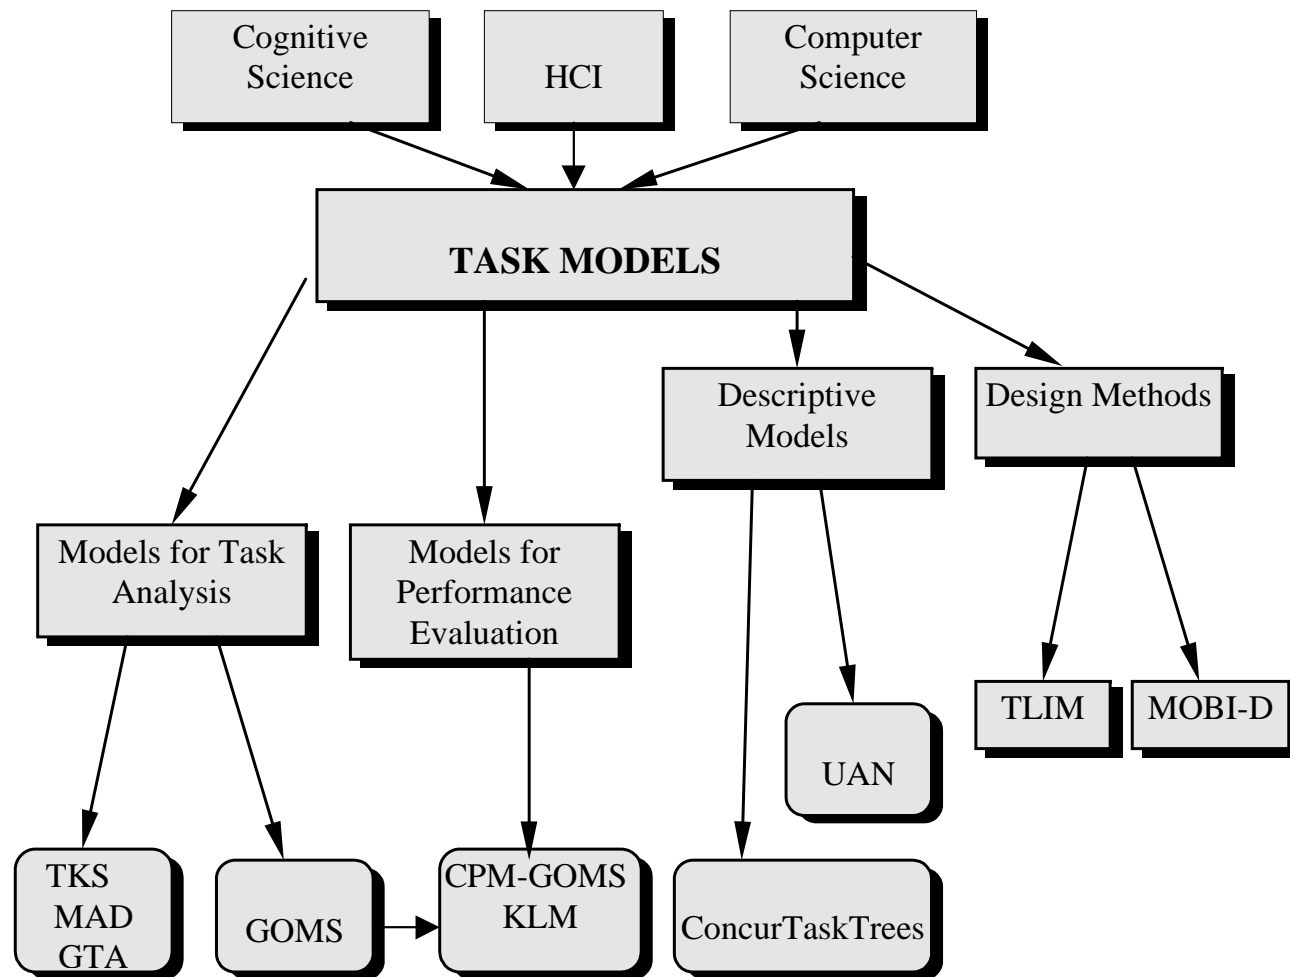 Cognitive
Science
HCI
Computer
Science
TASK MODELS
Descriptive
Models
Design Methods
Models for Task
Analysis
Models for
Performance
Evaluation
TLIM
MOBI-D
UAN
TKS
MAD
GTA
GOMS
CPM-GOMS
KLM
ConcurTaskTrees